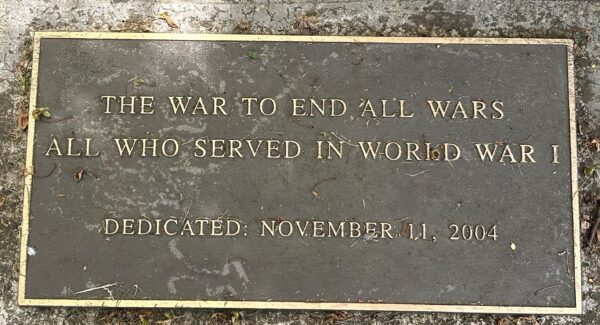 THE WAR TO END ALL WARS
ALL WHO SERVED IN WORLD WAR I
DEDICATED: NOVEMBER 11, 2004